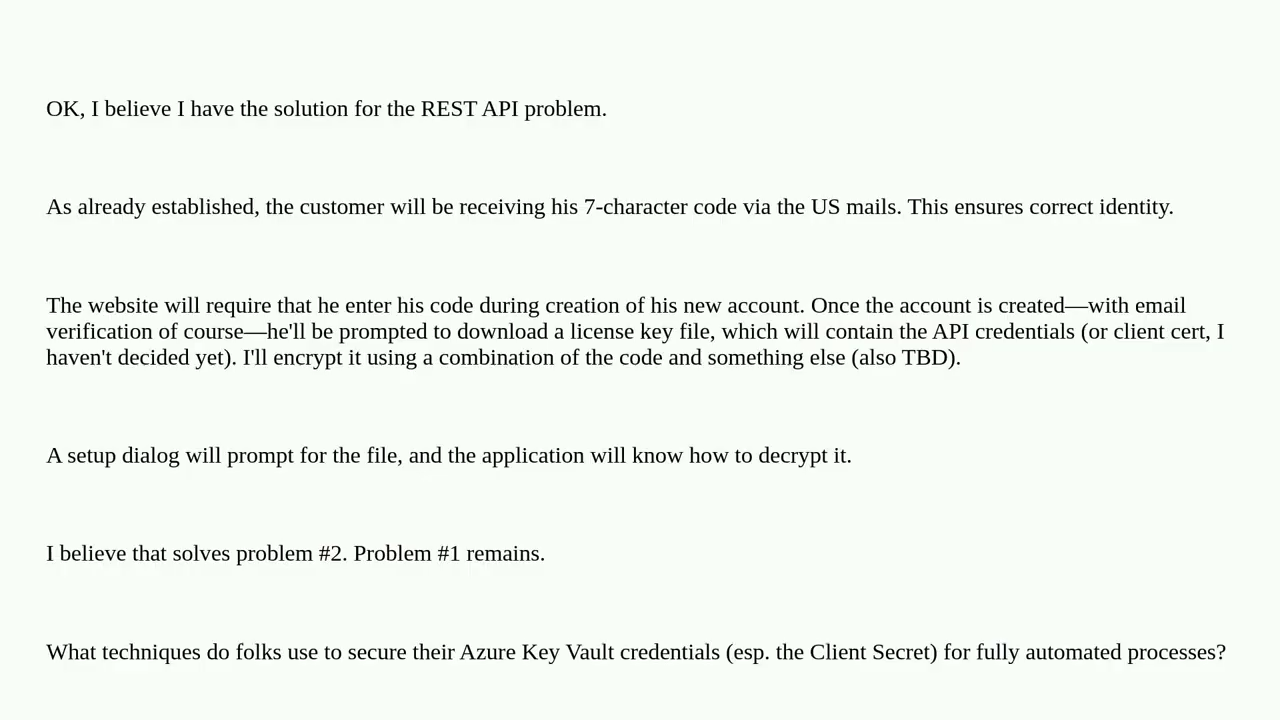 OK, I believe I have the solution for the REST API problem.
As already established, the customer will be receiving his 7-character code via the US mails. This ensures correct identity.
The website will require that he enter his code during creation of his new account. Once the account is created—with email
verification of course—he'll be prompted to download a license key file, which will contain the API credentials (or client cert, I
haven't decided yet). I'll encrypt it using a combination of the code and something else (also TBD).
A setup dialog will prompt for the file, and the application will know how to decrypt it.
I believe that solves problem #2. Problem #1 remains.
What techniques do folks use to secure their Azure Key Vault credentials (esp. the Client Secret) for fully automated processes?